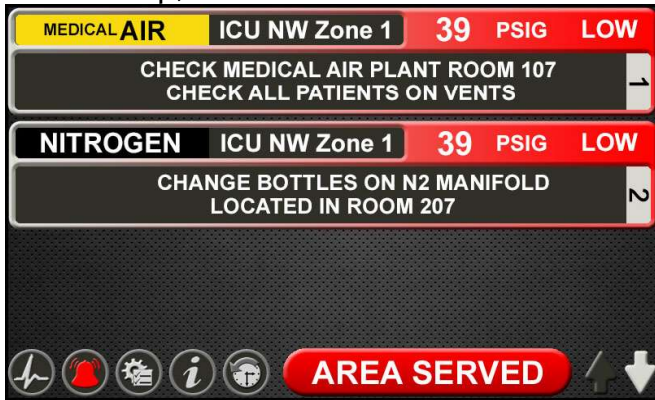 MEDICAL AIR ICU NW Zone 1 39 PSIG LOW
CHECK MEDICAL AIR PLANT ROOM 107
CHECK ALL PATIENTS ON VENTS
1
NITROGEN ICU NW Zone 1 39 PSIG LOW
CHANGE BOTTLES ON N2 MANIFOLD
LOCATED IN ROOM 207
2
i
AREA SERVED